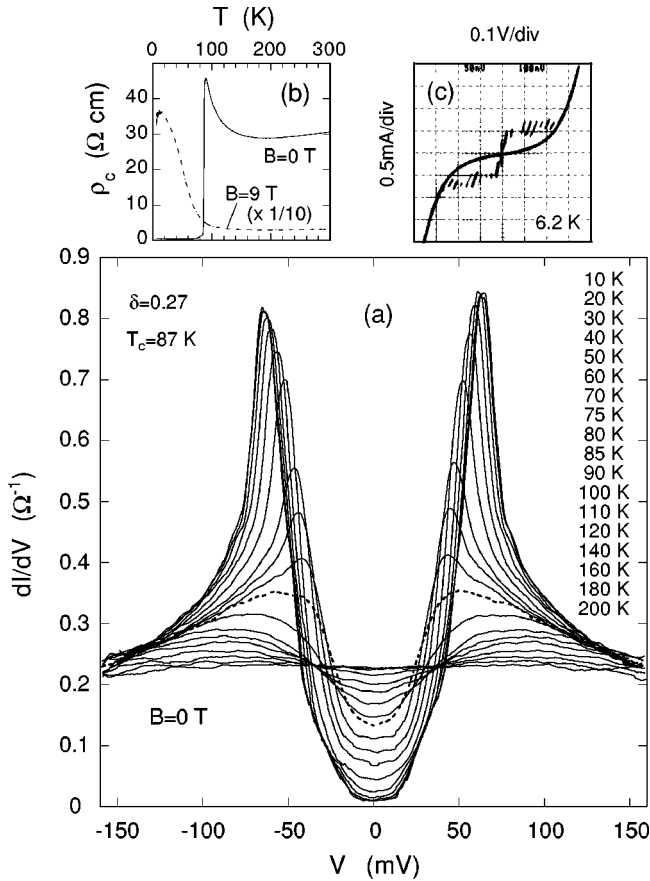 T (K)
0 100 200 300
50
40
30
20
10
0
ρc (Ω cm)
(b)
B=0 T
B=9 T
(x 1/10)
0.1V/div
50mV 100mV
(c)
0.5mA/div
6.2 K
0.9
0.8
0.7
0.6
0.5
0.4
0.3
0.2
0.1
0
dI/dV (Ω⁻¹)
δ=0.27
Tc=87 K
(a)
10 K
20 K
30 K
40 K
50 K
60 K
70 K
75 K
80 K
85 K
90 K
100 K
110 K
120 K
140 K
160 K
180 K
200 K
B=0 T
-150 -100 -50 0 50 100 150
V (mV)